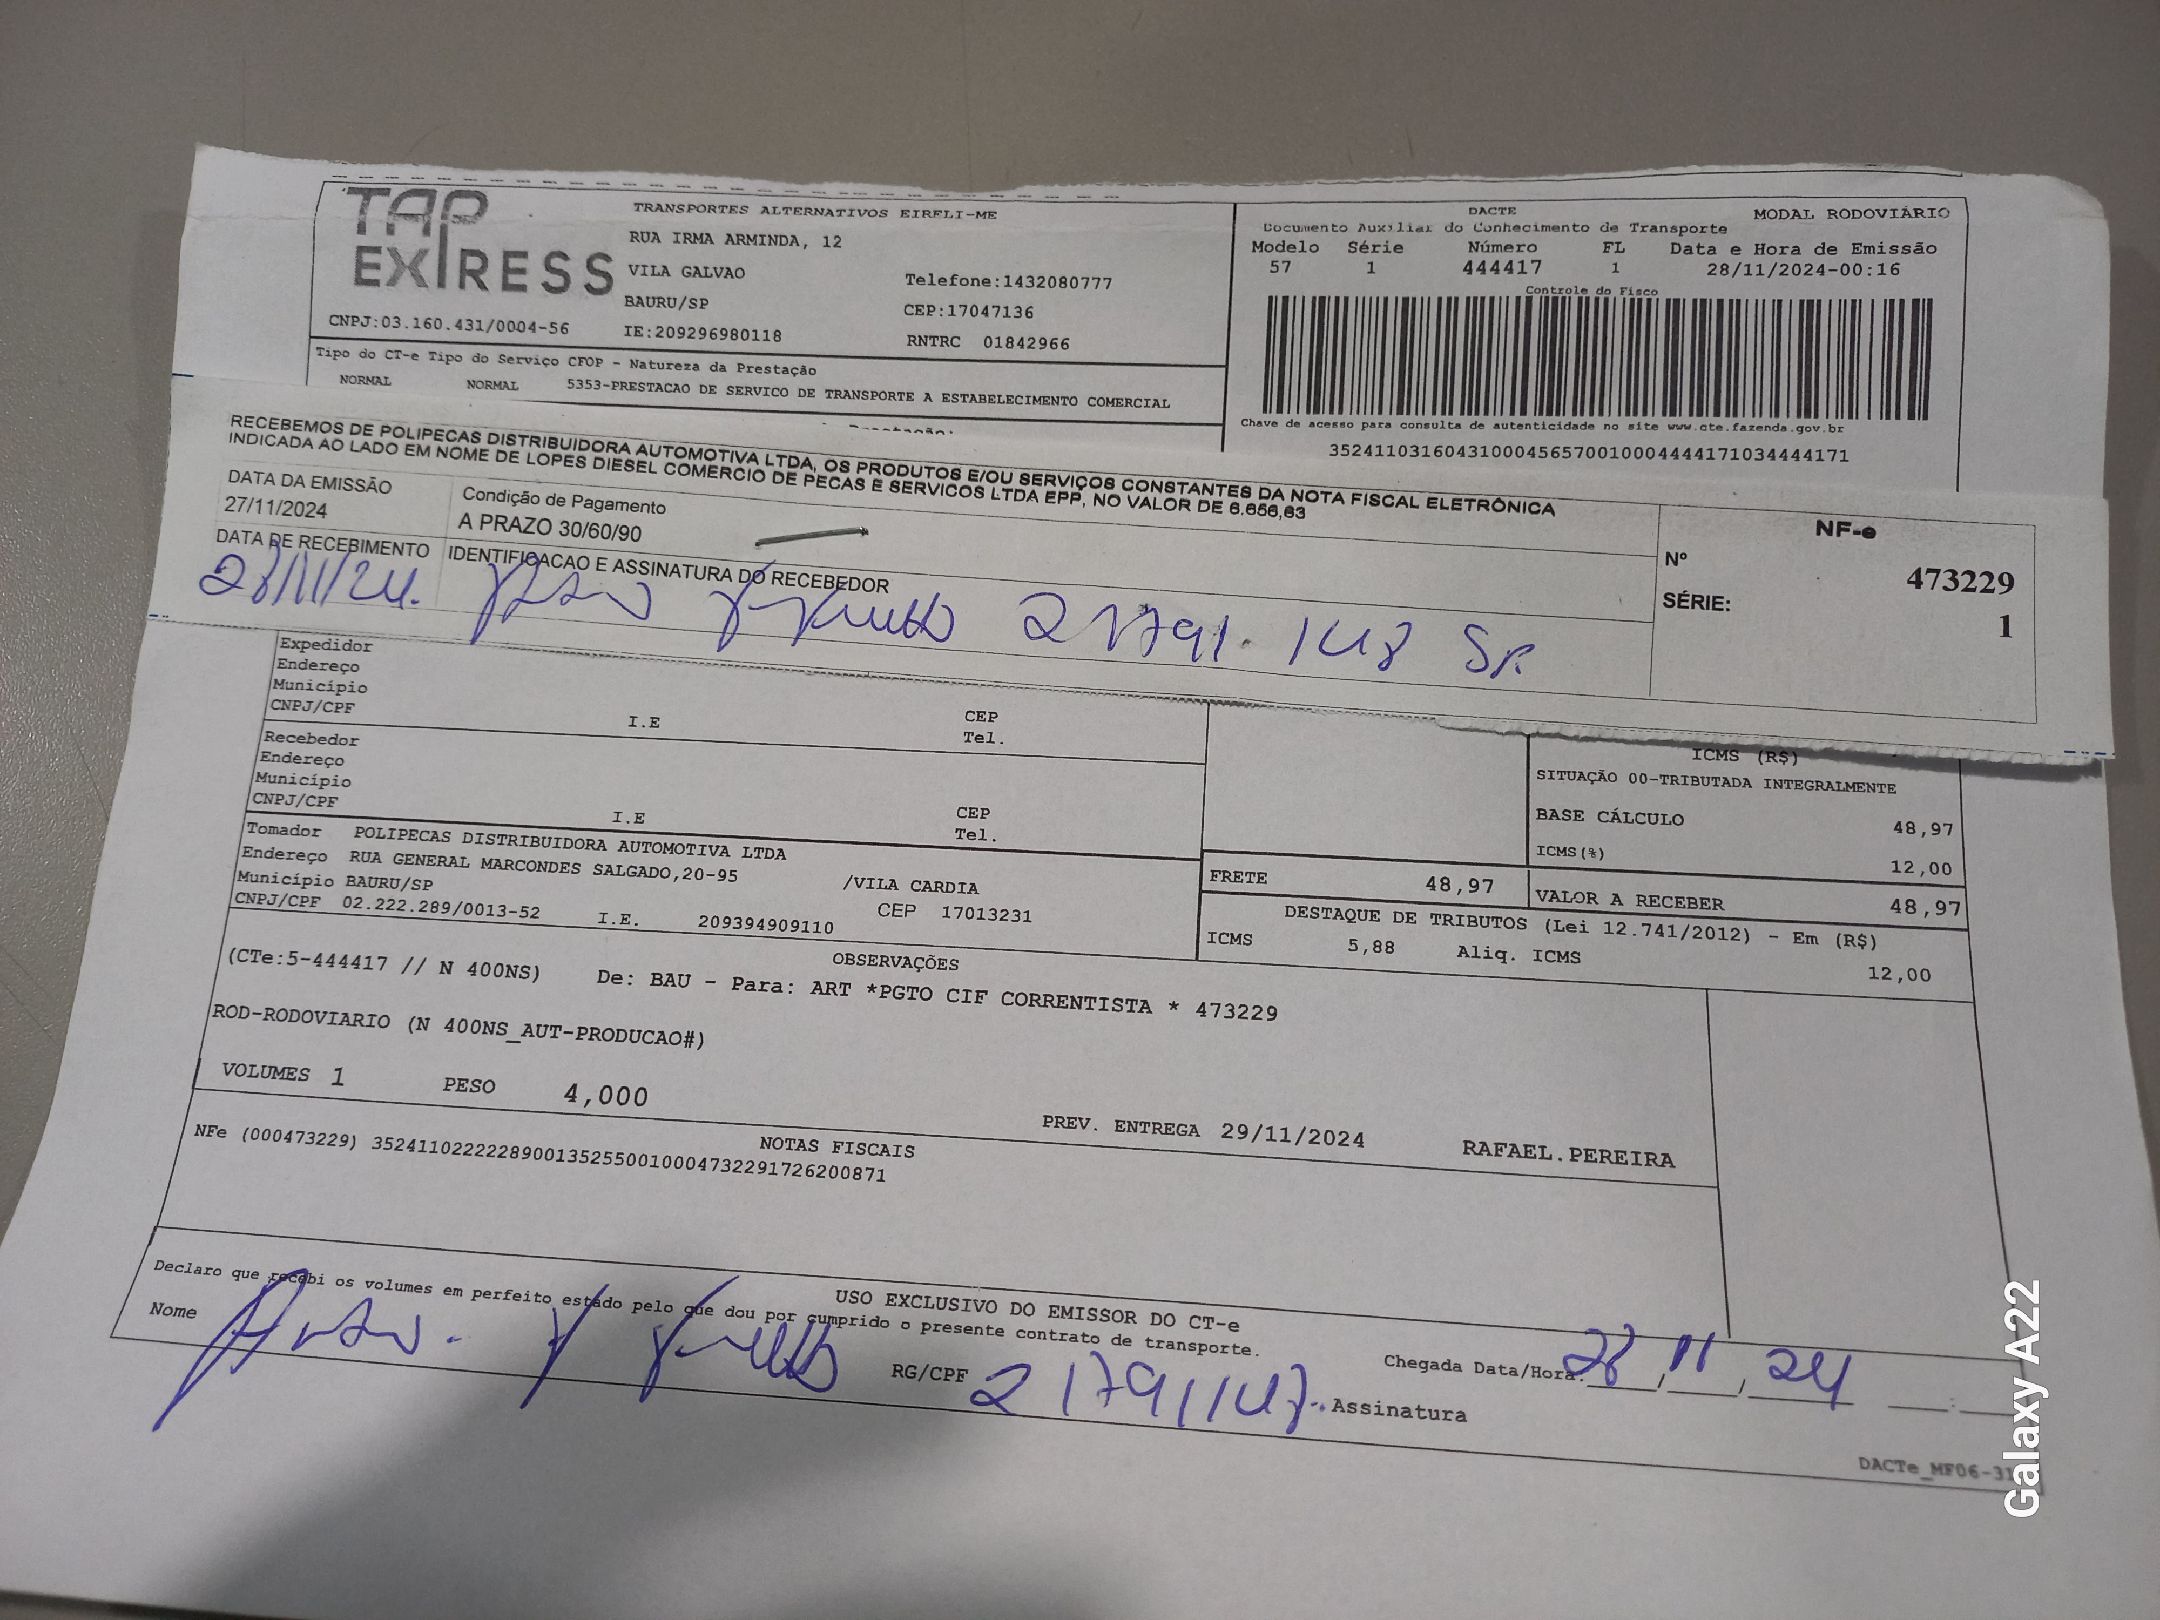 TAP EXPRESS
TRANSPORTES ALTERNATIVOS EIRELI-ME
RUA IRMA ARMINDA, 12
VILA GALVAO
BAURU/SP
Telefone:1432080777
CEP:17047136
CNPJ:03.160.431/0004-56
IE:209296980118
RNTRC 01842966
Tipo do CT-e Tipo do Serviço CFOP - Natureza da Prestação
NORMAL NORMAL 5353-PRESTACAO DE SERVICO DE TRANSPORTE A ESTABELECIMENTO COMERCIAL
DACTE
MODAL RODOVIÁRIO
Documento Auxiliar do Conhecimento de Transporte
Modelo Série Número FL Data e Hora de Emissão
57 1 444417 1 28/11/2024-00:16
Controle do Fisco
Chave de acesso para consulta de autenticidade no site www.cte.fazenda.gov.br
35241103160431000456570010004444171034444171
RECEBEMOS DE POLIPECAS DISTRIBUIDORA AUTOMOTIVA LTDA, OS PRODUTOS E/OU SERVIÇOS CONSTANTES DA NOTA FISCAL ELETRÔNICA
INDICADA AO LADO EM NOME DE LOPES DIESEL COMERCIO DE PECAS E SERVICOS LTDA EPP, NO VALOR DE 6.656,63
DATA DA EMISSÃO
27/11/2024
Condição de Pagamento
A PRAZO 30/60/90
DATA DE RECEBIMENTO
IDENTIFICACAO E ASSINATURA DO RECEBEDOR
28/11/24.
NF-e
Nº 473229
SÉRIE: 1
Expedidor
Endereço
Município
CNPJ/CPF I.E CEP
Tel.
Recebedor
Endereço
Município
CNPJ/CPF I.E CEP
Tel.
Tomador POLIPECAS DISTRIBUIDORA AUTOMOTIVA LTDA
Endereço RUA GENERAL MARCONDES SALGADO,20-95 /VILA CARDIA
Município BAURU/SP CEP 17013231
CNPJ/CPF 02.222.289/0013-52 I.E. 209394909110
ICMS (R$)
SITUAÇÃO 00-TRIBUTADA INTEGRALMENTE
BASE CÁLCULO 48,97
ICMS(%) 12,00
FRETE 48,97 VALOR A RECEBER 48,97
DESTAQUE DE TRIBUTOS (Lei 12.741/2012) - Em (R$)
ICMS 5,88 Aliq. ICMS 12,00
OBSERVAÇÕES
(CTe:5-444417 // N 400NS) De: BAU - Para: ART *PGTO CIF CORRENTISTA * 473229
ROD-RODOVIARIO (N 400NS_AUT-PRODUCAO#)
VOLUMES 1 PESO 4,000
PREV. ENTREGA 29/11/2024 RAFAEL.PEREIRA
NOTAS FISCAIS
NFe (000473229) 35241102222289001352550010004732291726200871
USO EXCLUSIVO DO EMISSOR DO CT-e
Declaro que recebi os volumes em perfeito estado pelo que dou por cumprido o presente contrato de transporte.
Nome
RG/CPF
Chegada Data/Hora: 28 11 24
Assinatura
Galaxy A22